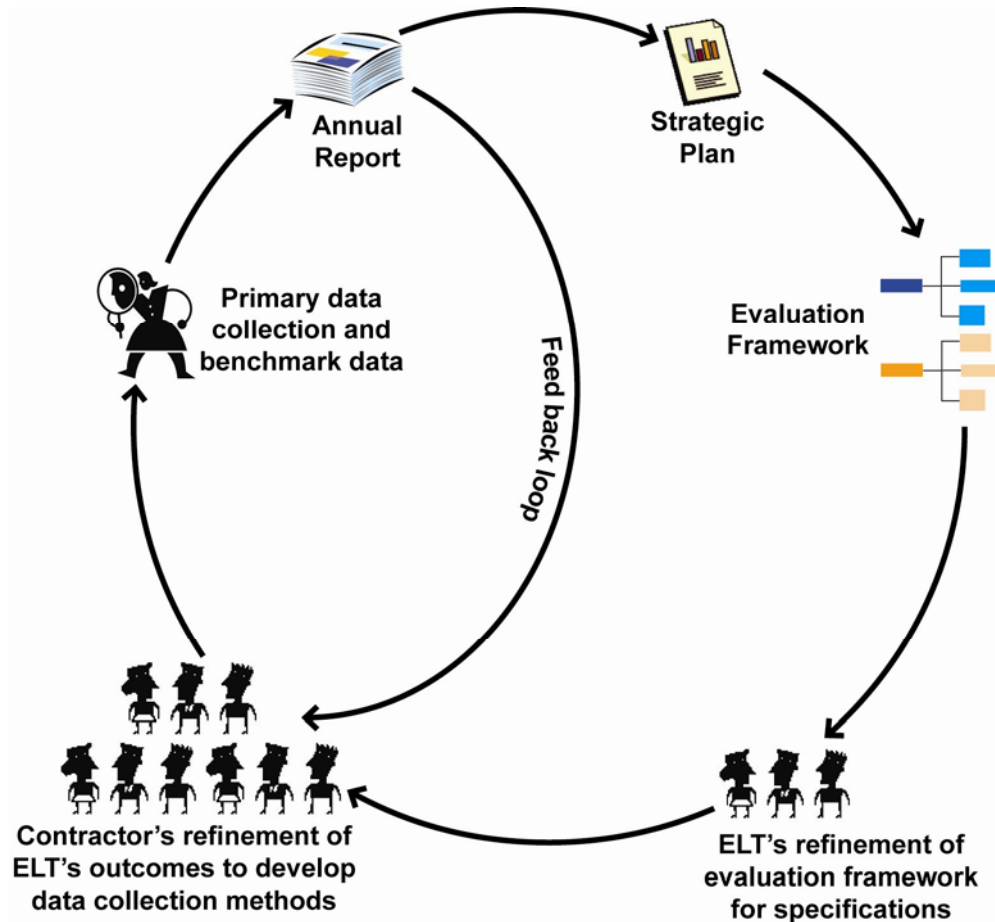 Annual
Report
Strategic
Plan
Primary data
collection and
benchmark data
Evaluation
Framework
Feed back loop
Contractor's refinement of
ELT's outcomes to develop
data collection methods
ELT's refinement of
evaluation framework
for specifications